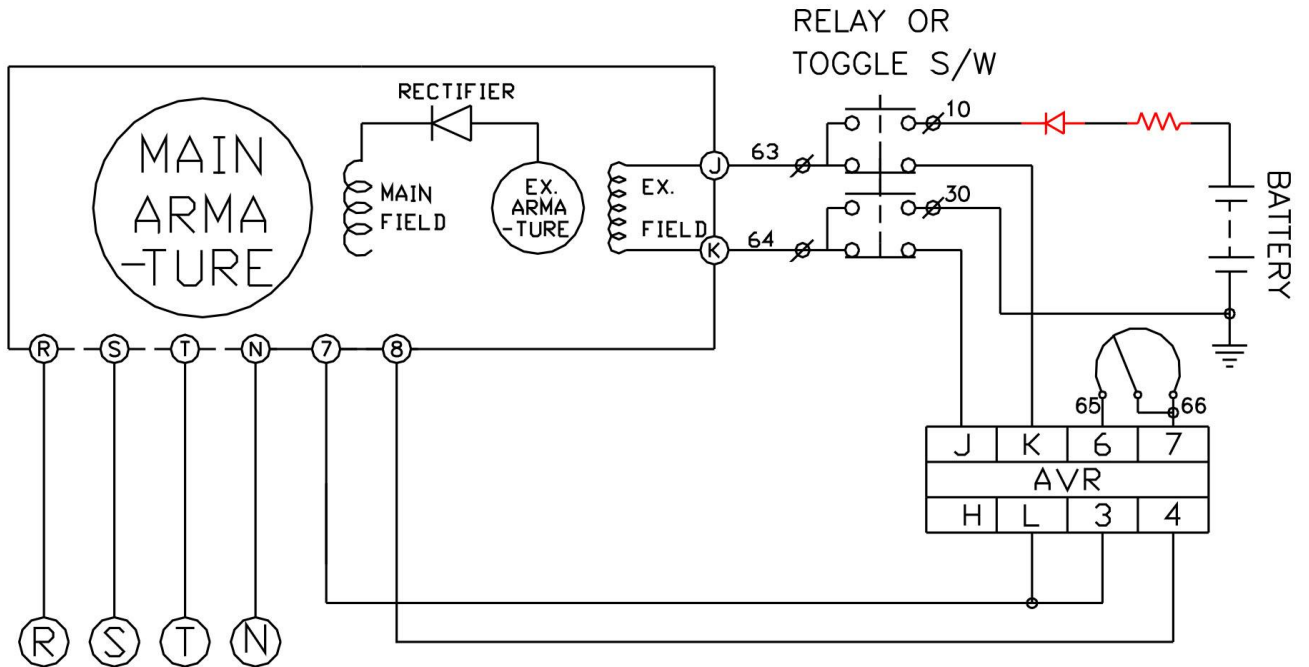 RELAY OR
TOGGLE S/W
RECTIFIER
MAIN
ARMA
-TURE
MAIN
FIELD
EX.
ARMA
-TURE
EX.
FIELD
J
K
63
64
10
30
BATTERY
R
S
T
N
7
8
65
66
J
K
6
7
AVR
H
L
3
4
R
S
T
N